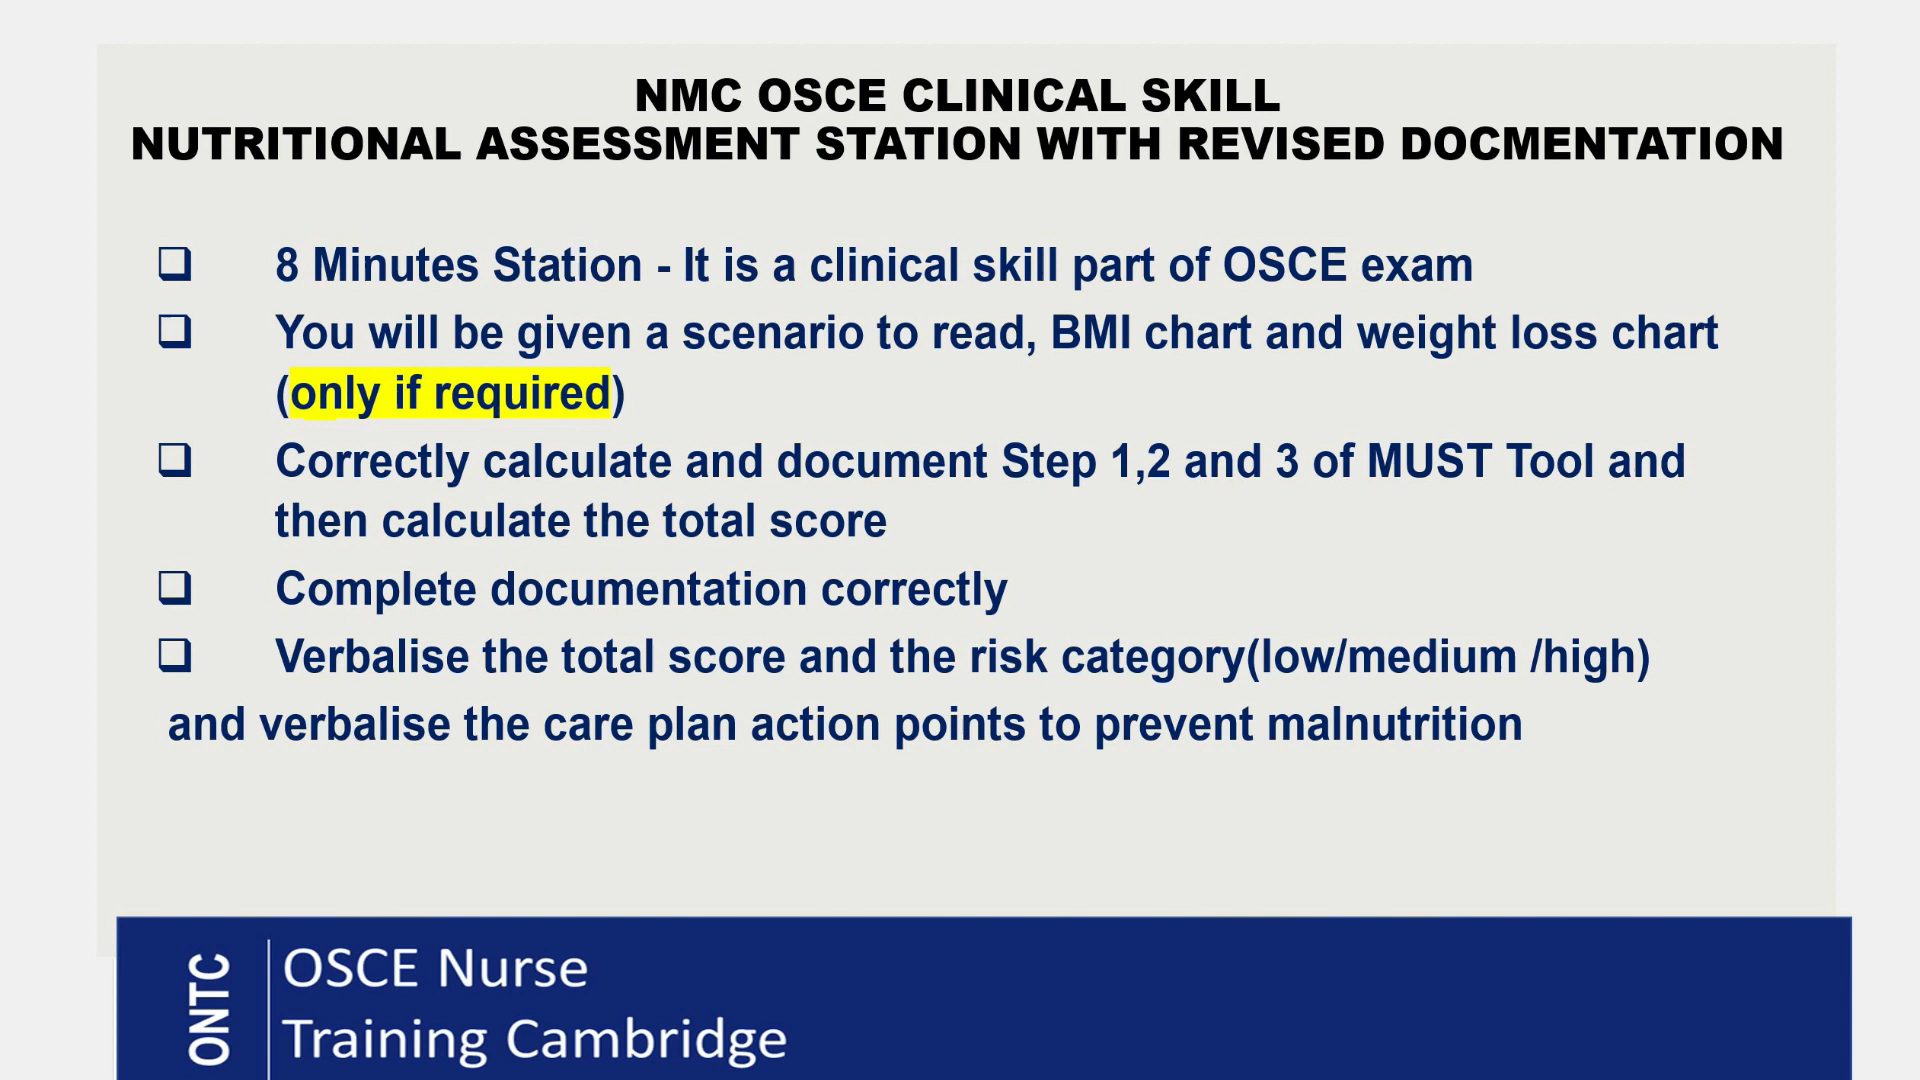 NMC OSCE CLINICAL SKILL
NUTRITIONAL ASSESSMENT STATION WITH REVISED DOCMENTATION
❑ 8 Minutes Station - It is a clinical skill part of OSCE exam
❑ You will be given a scenario to read, BMI chart and weight loss chart
(only if required)
❑ Correctly calculate and document Step 1,2 and 3 of MUST Tool and
then calculate the total score
❑ Complete documentation correctly
❑ Verbalise the total score and the risk category(low/medium /high)
and verbalise the care plan action points to prevent malnutrition
ONTC
OSCE Nurse
Training Cambridge